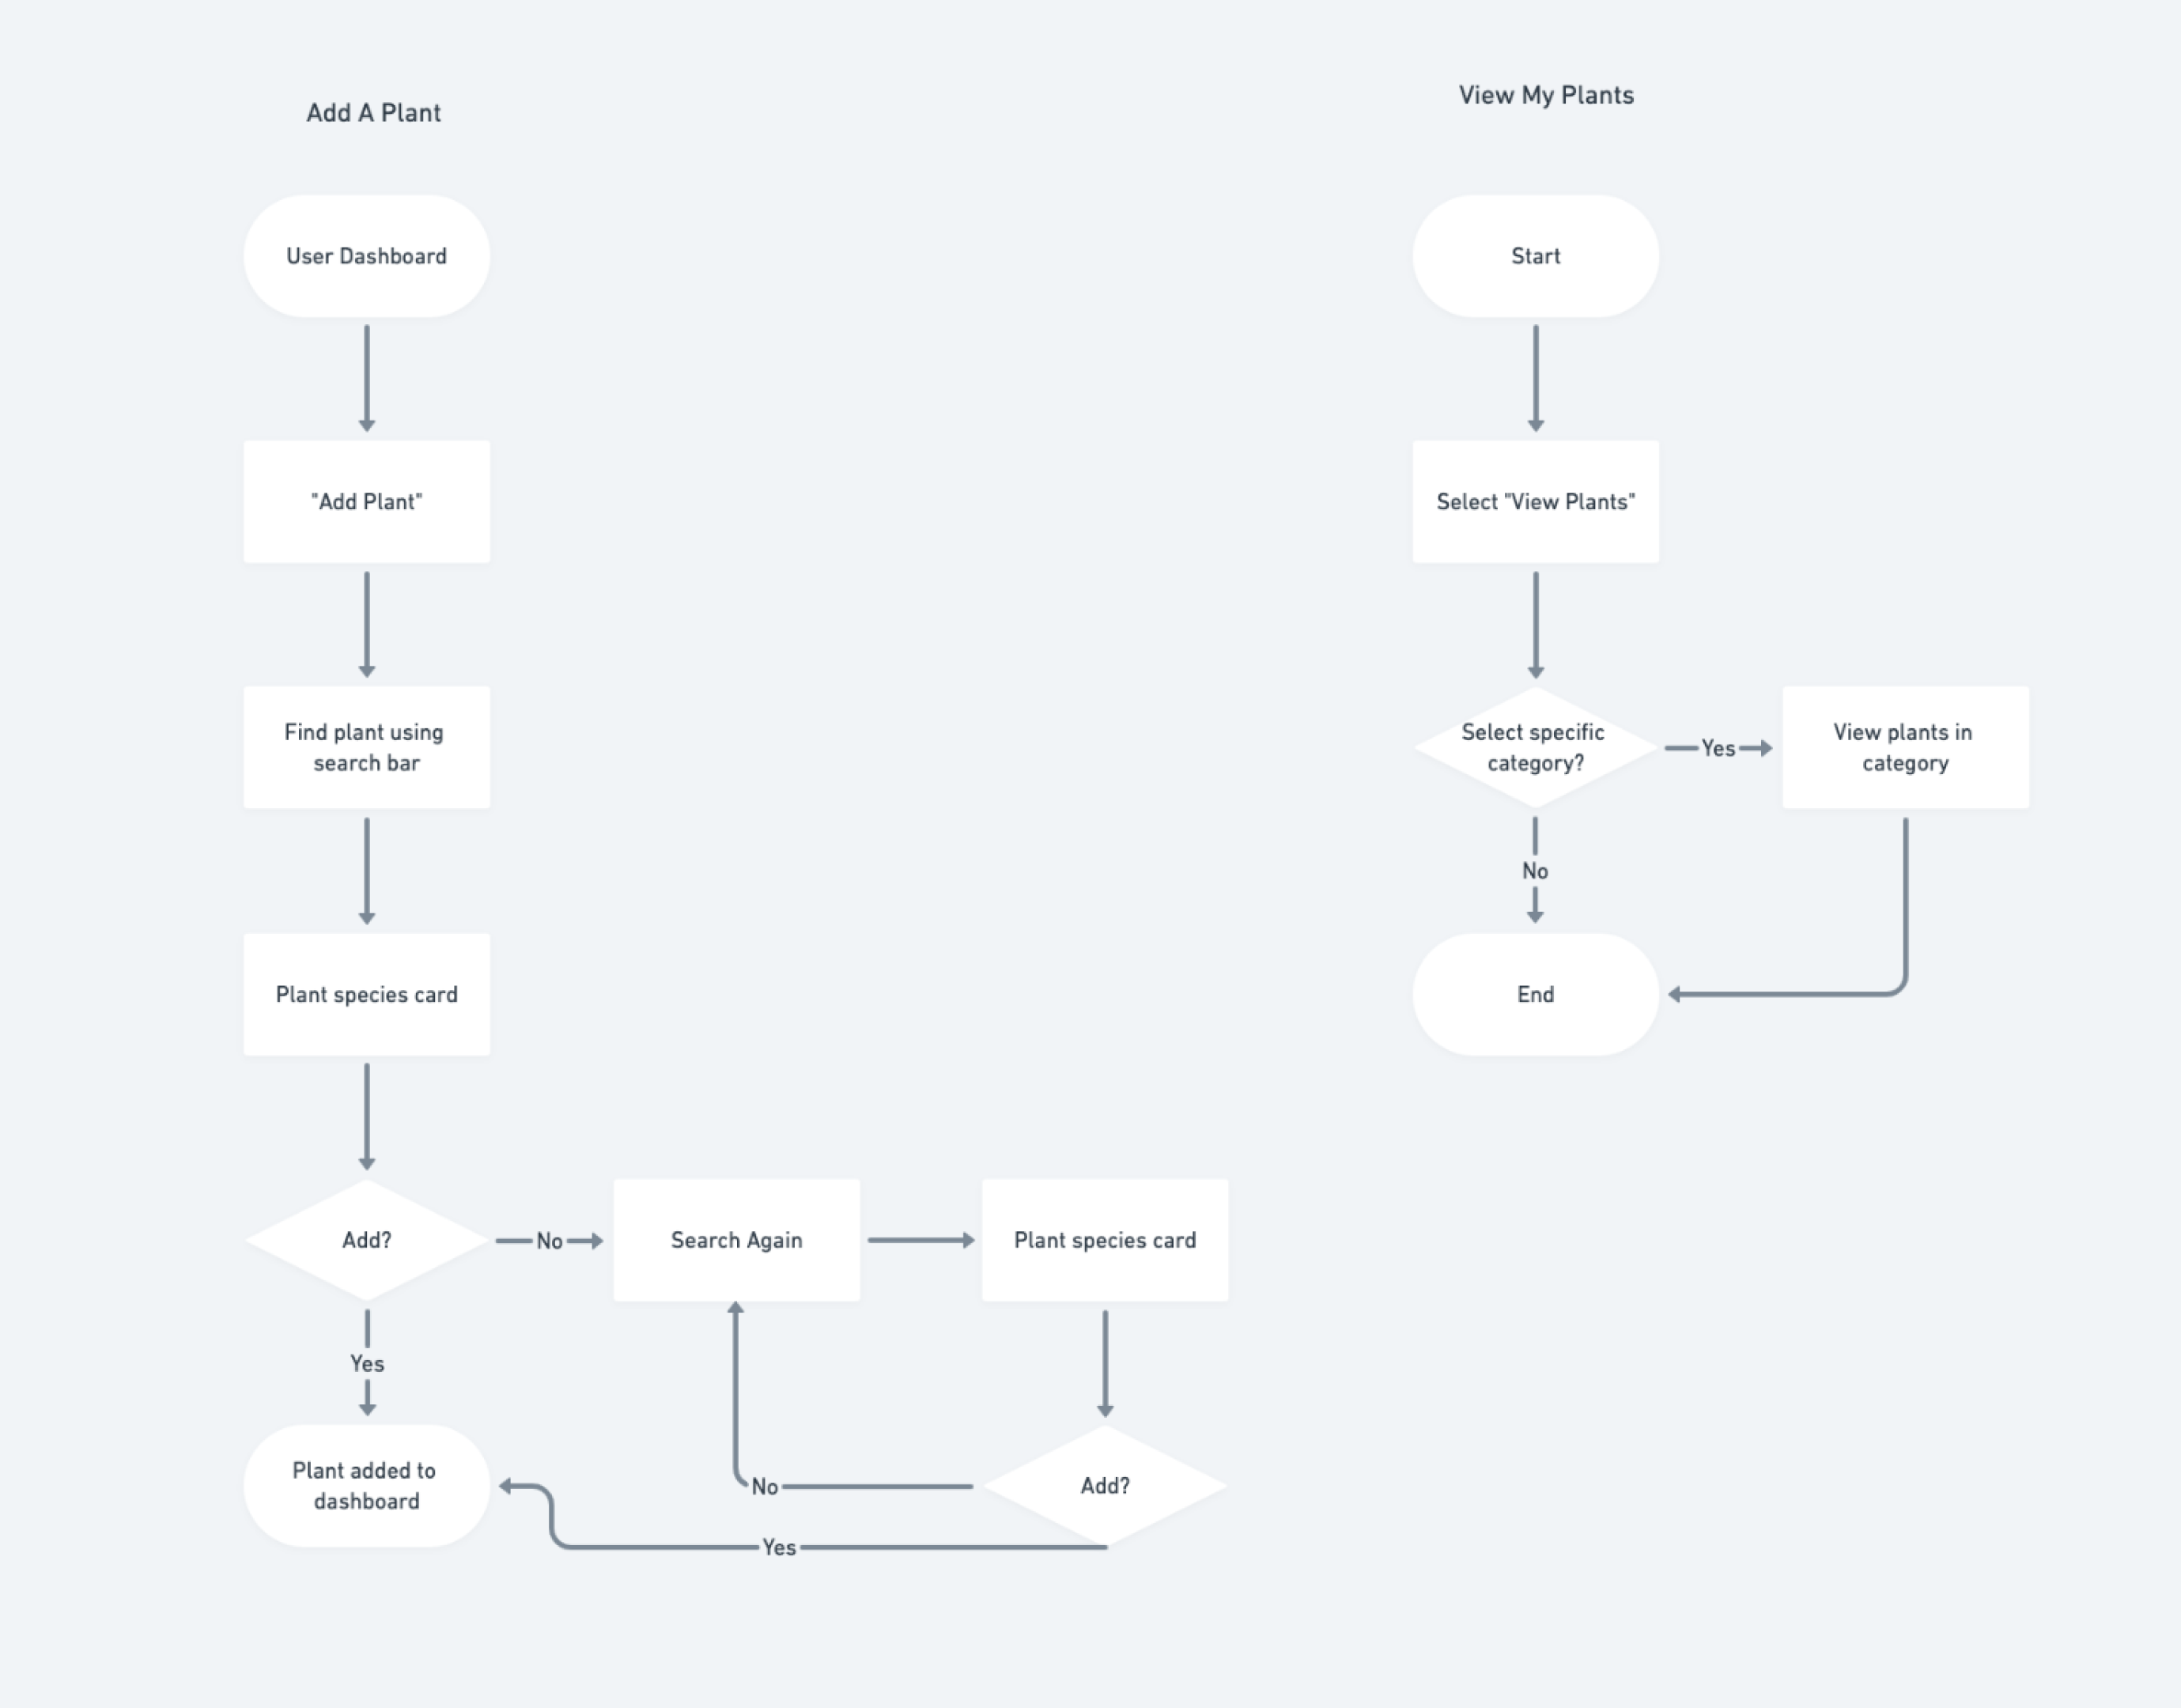 Add A Plant
User Dashboard
"Add Plant"
Find plant using
search bar
Plant species card
Add?
No
Search Again
Plant species card
Yes
Plant added to
dashboard
No
Add?
Yes
View My Plants
Start
Select "View Plants"
Select specific
category?
Yes
View plants in
category
No
End